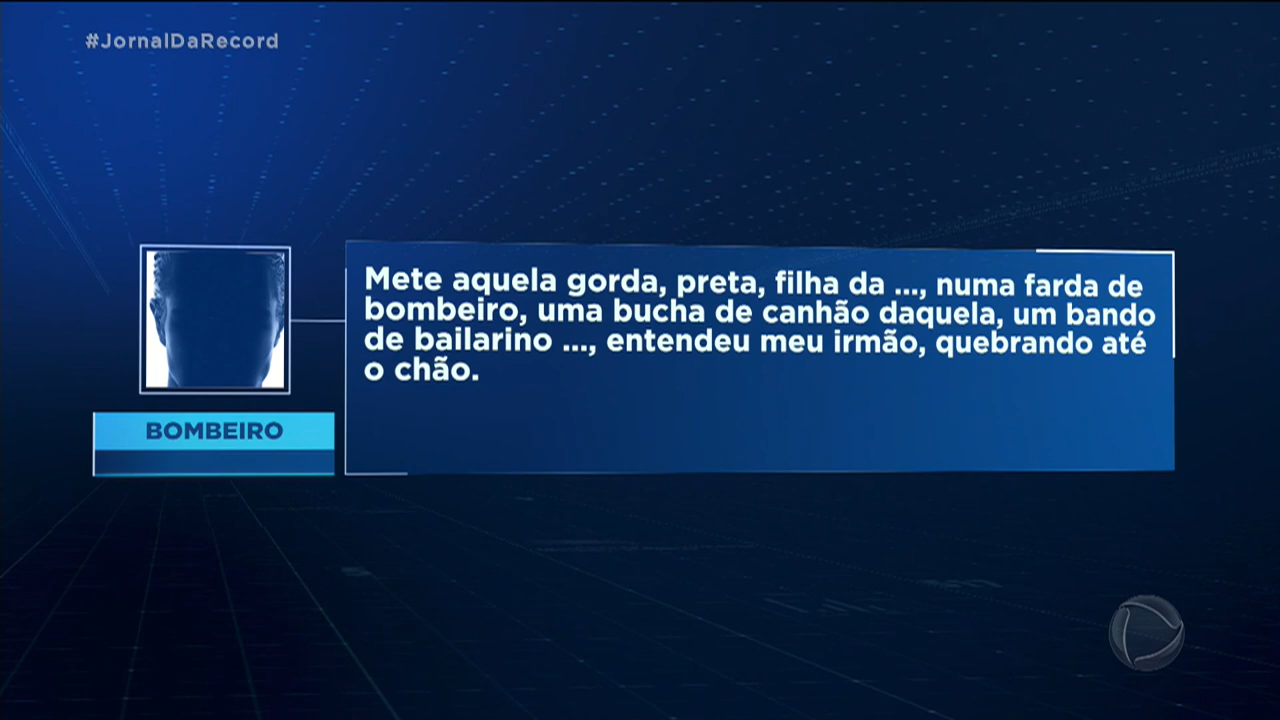 #JornalDaRecord
Mete aquela gorda, preta, filha da ..., numa farda de
bombeiro, uma bucha de canhão daquela, um bando
de bailarino ..., entendeu meu irmão, quebrando até
o chão.
BOMBEIRO